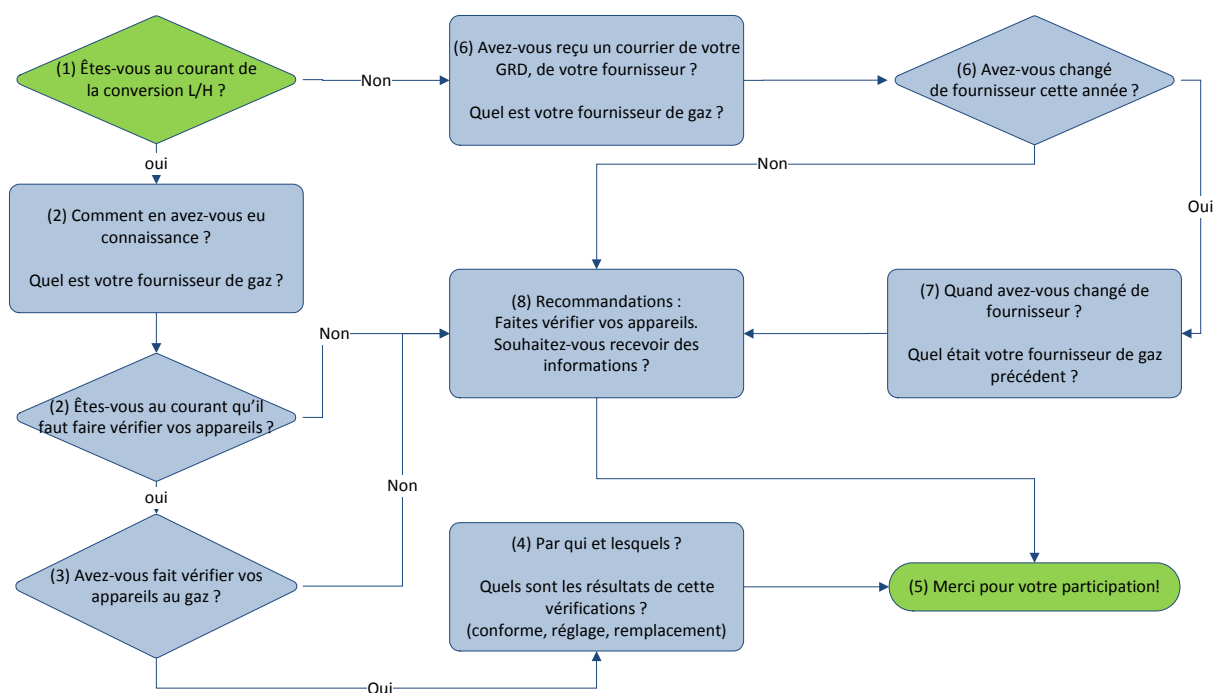 (1) Êtes-vous au courant de
la conversion L/H ?
Non
(6) Avez-vous reçu un courrier de votre
GRD, de votre fournisseur ?
Quel est votre fournisseur de gaz ?
(6) Avez-vous changé
de fournisseur cette année ?
oui
Non
Oui
(2) Comment en avez-vous eu
connaissance ?
Quel est votre fournisseur de gaz ?
(8) Recommandations :
Faites vérifier vos appareils.
Souhaitez-vous recevoir des
informations ?
(7) Quand avez-vous changé de
fournisseur ?
Quel était votre fournisseur de gaz
précédent ?
Non
(2) Êtes-vous au courant qu’il
faut faire vérifier vos appareils ?
Non
oui
(3) Avez-vous fait vérifier vos
appareils au gaz ?
(4) Par qui et lesquels ?
Quels sont les résultats de cette
vérifications ?
(conforme, réglage, remplacement)
(5) Merci pour votre participation!
Oui